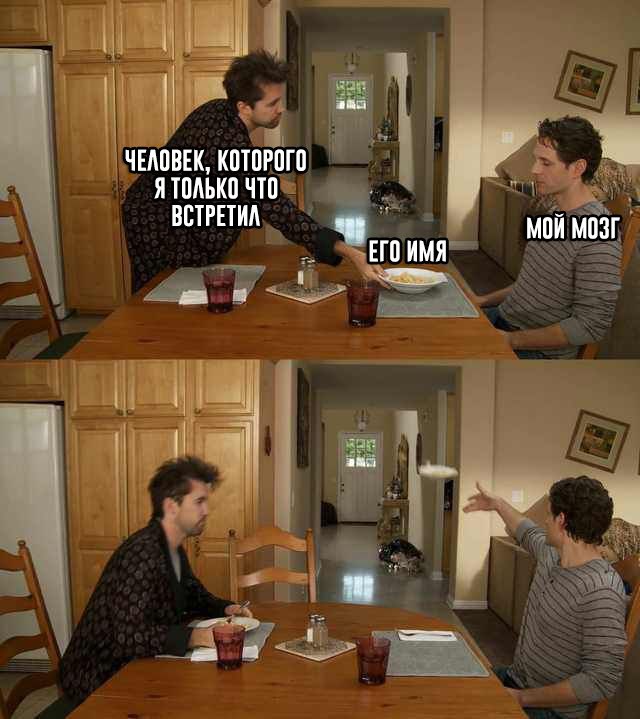 ЧЕЛОВЕК, КОТОРОГО
Я ТОЛЬКО ЧТО
ВСТРЕТИЛ
ЕГО ИМЯ
МОЙ МОЗГ